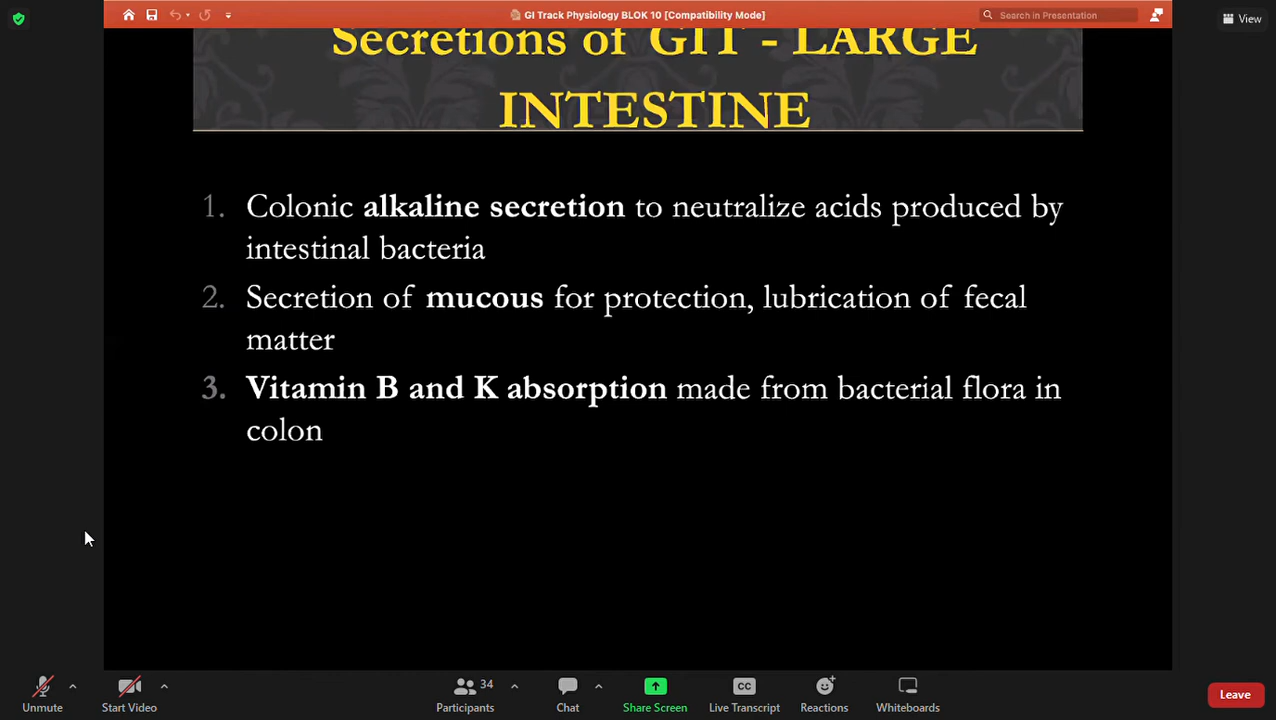 GI Track Physiology BLOK 10 [Compatibility Mode]
Search in Presentation
View
Secretions of GIT - LARGE
INTESTINE
1. Colonic alkaline secretion to neutralize acids produced by
intestinal bacteria
2. Secretion of mucous for protection, lubrication of fecal
matter
3. Vitamin B and K absorption made from bacterial flora in
colon
Unmute
Start Video
34
Participants
Chat
Share Screen
CC
Live Transcript
Reactions
Whiteboards
Leave